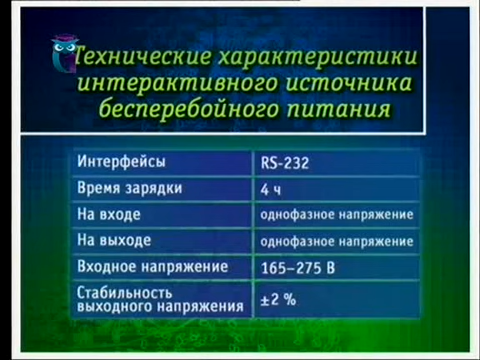 Технические характеристики
интерактивного источника
бесперебойного питания
Интерфейсы RS-232
Время зарядки 4 ч
На входе однофазное напряжение
На выходе однофазное напряжение
Входное напряжение 165–275 В
Стабильность
выходного напряжения ±2 %